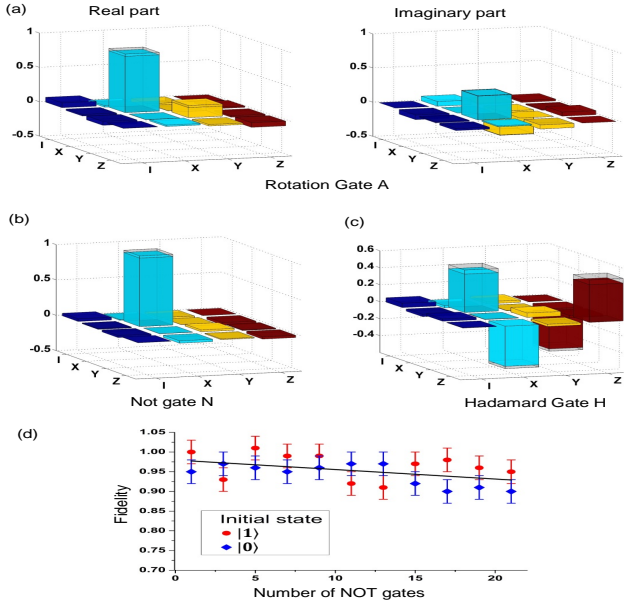 (a)
Real part
Imaginary part
1
0.5
0
-0.5
I
X
Y
Z
I
X
Y
Z
1
0.5
0
-0.5
I
X
Y
Z
I
X
Y
Z
Rotation Gate A
(b)
1
0.5
0
-0.5
I
X
Y
Z
I
X
Y
Z
Not gate N
(c)
0.6
0.4
0.2
0
-0.2
-0.4
I
X
Y
Z
I
X
Y
Z
Hadamard Gate H
(d)
1.05
1.00
0.95
0.90
0.85
0.80
0.75
0.70
Fidelity
Initial state
|1⟩
|0⟩
0
5
10
15
20
Number of NOT gates